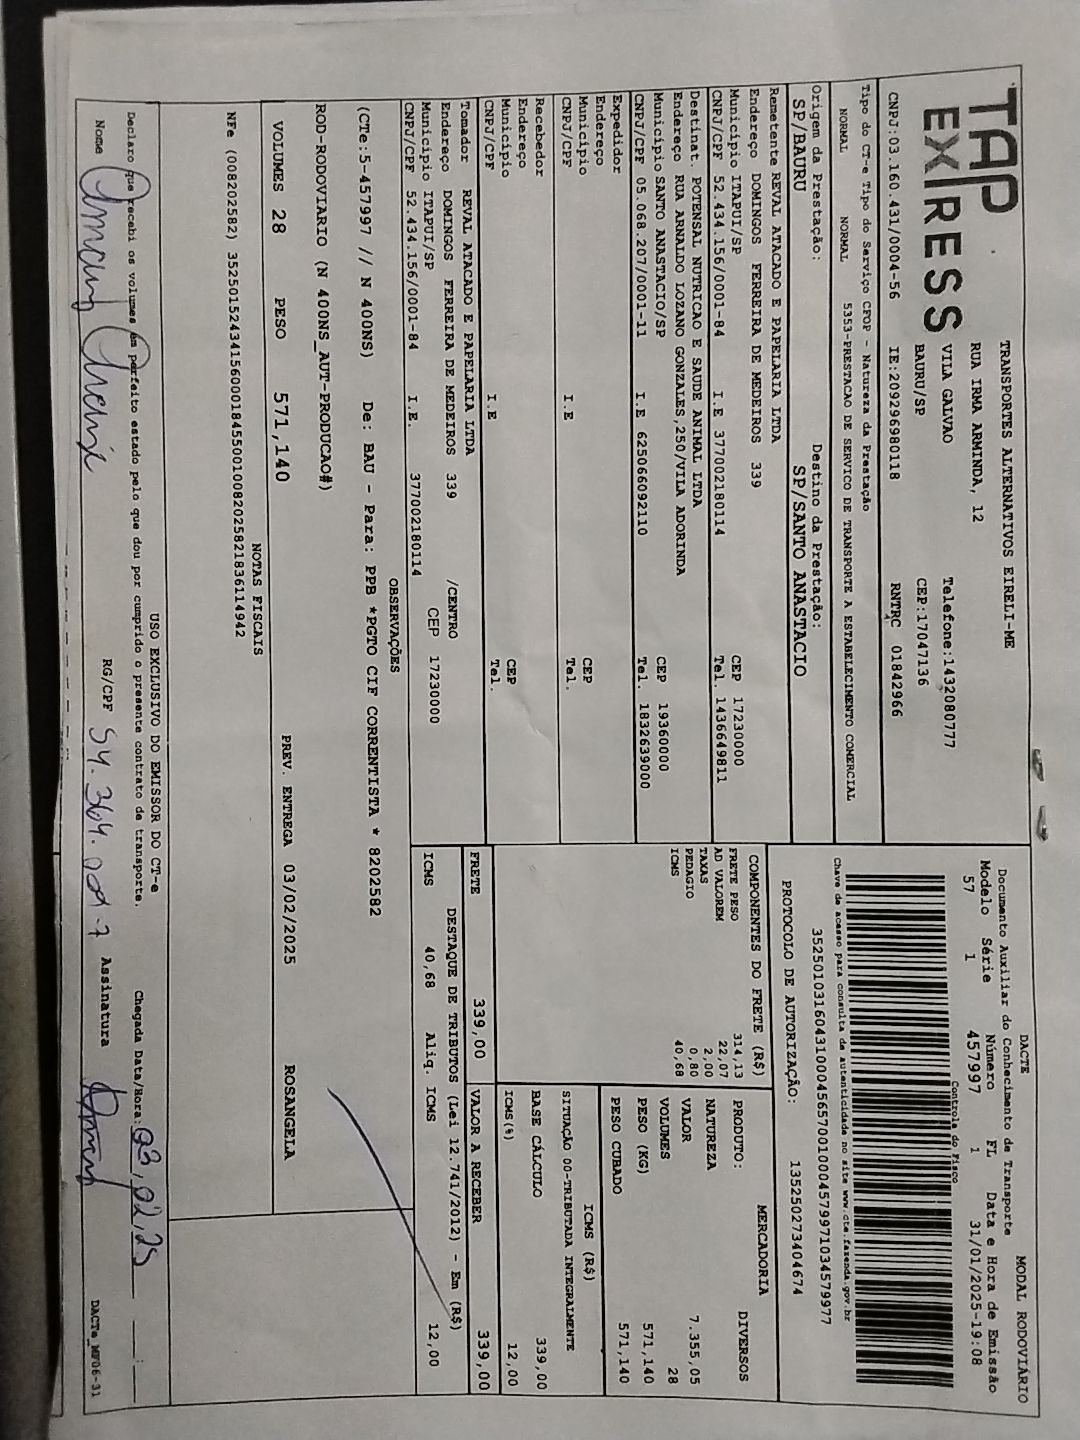 TAP
EXPRESS
TRANSPORTES ALTERNATIVOS EIRELI-ME
RUA IRMA ARMINDA, 12
VILA GALVAO
BAURU/SP
Telefone:1432080777
CEP:17047136
CNPJ:03.160.431/0004-56 IE:209296980118 RNTRC 01842966
Tipo do CT-e Tipo do Serviço CFOP - Natureza da Prestação
NORMAL NORMAL 5353-PRESTACAO DE SERVICO DE TRANSPORTE A ESTABELECIMENTO COMERCIAL
Origem da Prestação: Destino da Prestação:
SP/BAURU SP/SANTO ANASTACIO
Remetente REVAL ATACADO E PAPELARIA LTDA
Endereço DOMINGOS FERREIRA DE MEDEIROS 339
Município ITAPUI/SP CEP 17230000
CNPJ/CPF 52.434.156/0001-84 I.E 377002180114 Tel. 1436649811
Destinat. POTENSAL NUTRICAO E SAUDE ANIMAL LTDA
Endereço RUA ARNALDO LOZANO GONZALES,250/VILA ADORINDA
Município SANTO ANASTACIO/SP CEP 19360000
CNPJ/CPF 05.068.207/0001-11 I.E 625066092110 Tel. 1832639000
Expedidor
Endereço
Município CEP
CNPJ/CPF I.E Tel.
Recebedor
Endereço
Município CEP
CNPJ/CPF I.E Tel.
Tomador REVAL ATACADO E PAPELARIA LTDA
Endereço DOMINGOS FERREIRA DE MEDEIROS 339 /CENTRO
Município ITAPUI/SP CEP 17230000
CNPJ/CPF 52.434.156/0001-84 I.E. 377002180114
DACTE MODAL RODOVIÁRIO
Documento Auxiliar do Conhecimento de Transporte
Modelo Série Número FL Data e Hora de Emissão
57 1 457997 1 31/01/2025-19:08
Controle do Fisco
Chave de acesso para consulta de autenticidade no site www.cte.fazenda.gov.br
35250103160431000456570010004579971034579977
PROTOCOLO DE AUTORIZAÇÃO: 135250273404674
COMPONENTES DO FRETE (R$)
FRETE PESO 314,13
AD VALOREM 22,07
TAXAS 2,00
PEDAGIO 0,80
ICMS 40,68
MERCADORIA
PRODUTO: DIVERSOS
NATUREZA
VALOR 7.355,05
VOLUMES 28
PESO (KG) 571,140
PESO CUBADO 571,140
ICMS (R$)
SITUAÇÃO 00-TRIBUTADA INTEGRALMENTE
BASE CÁLCULO 339,00
ICMS(%) 12,00
FRETE 339,00 VALOR A RECEBER 339,00
DESTAQUE DE TRIBUTOS (Lei 12.741/2012) - Em (R$)
ICMS 40,68 Aliq. ICMS 12,00
OBSERVAÇÕES
(CTe:5-457997 // N 400NS) De: BAU - Para: PPB *PGTO CIF CORRENTISTA * 8202582
ROD-RODOVIARIO (N 400NS_AUT-PRODUCAO#)
VOLUMES 28 PESO 571,140 PREV. ENTREGA 03/02/2025 ROSANGELA
NOTAS FISCAIS
NFe (008202582) 35250152434156000184550010082025821836114942
USO EXCLUSIVO DO EMISSOR DO CT-e
Declaro que recebi os volumes em perfeito estado pelo que dou por cumprido o presente contrato de transporte. Chegada Data/Hora: 03/02/25 __:__
Nome RG/CPF Assinatura
DACTe_MF06-31